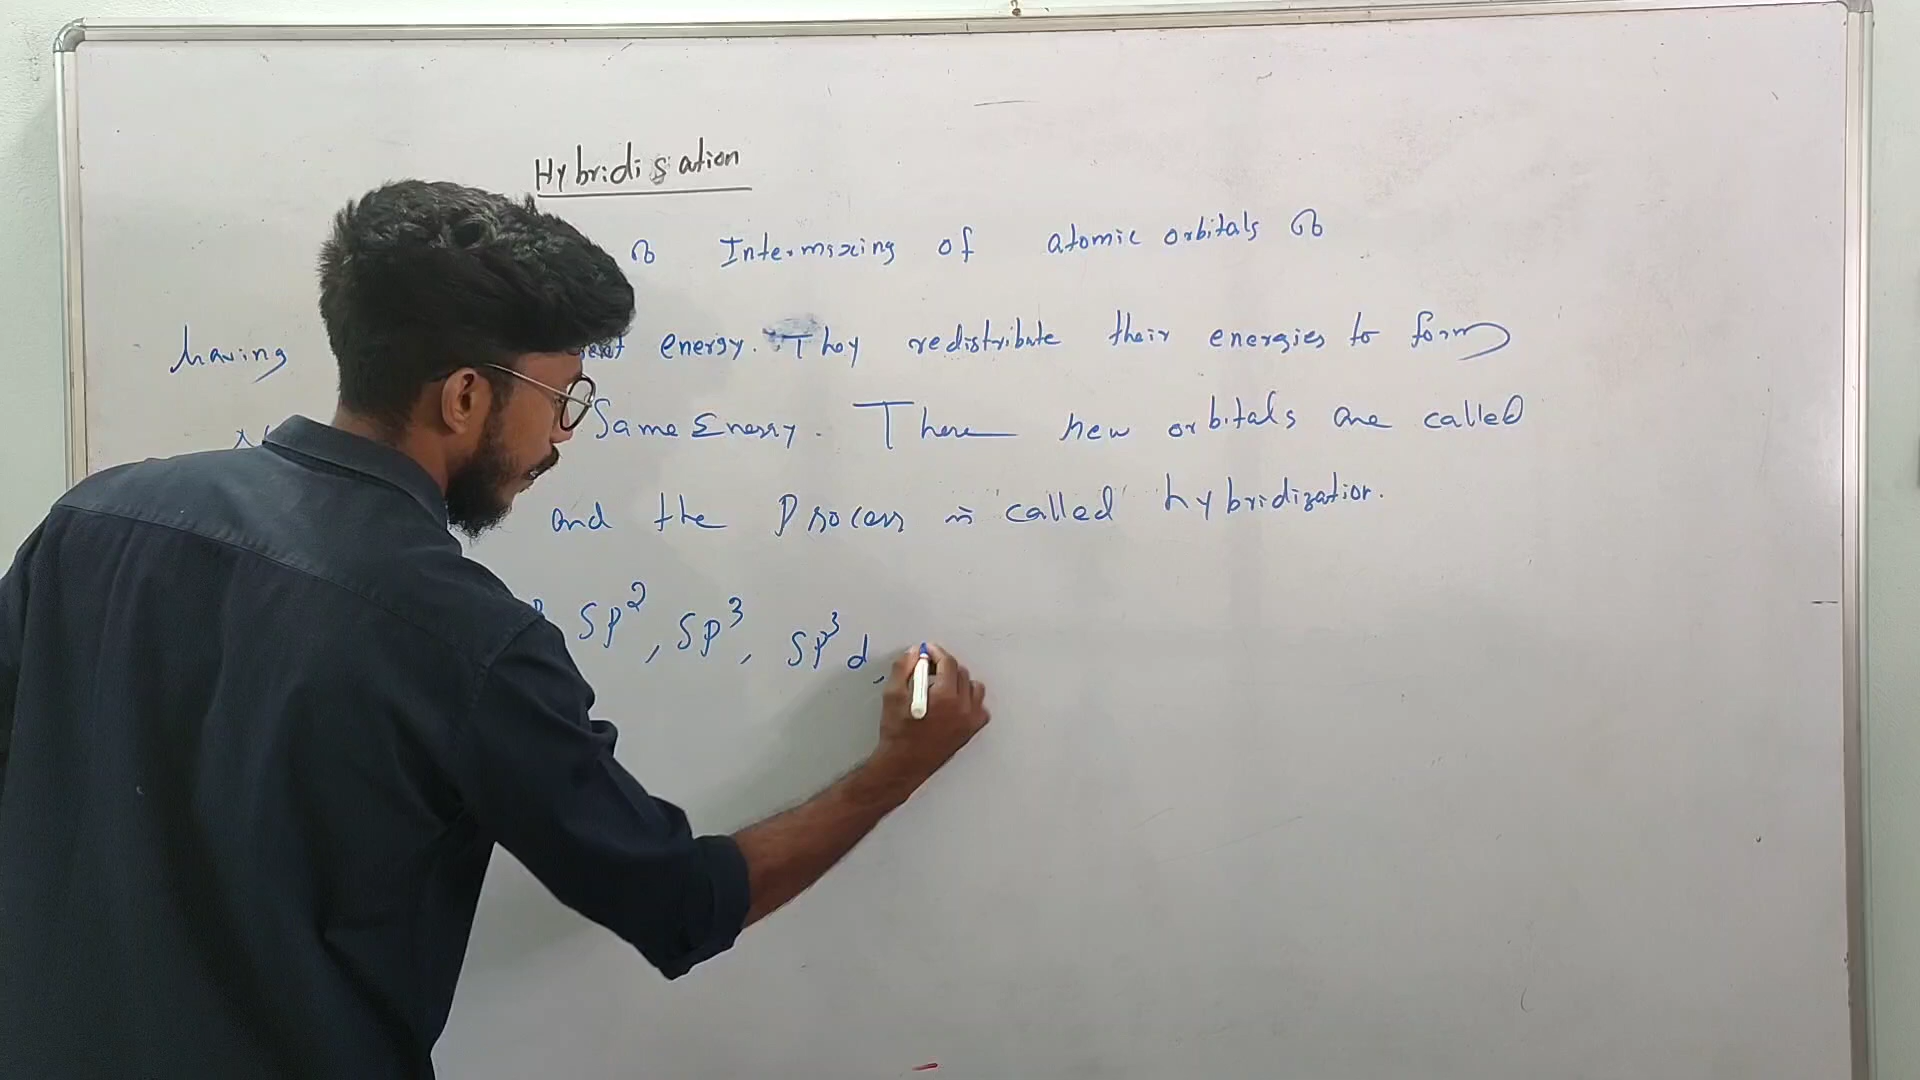 Hybridisation
Intermixing of atomic orbitals
having energy. They redistribute their energies to form
Same Energy. There new orbitals are called
and the Process is called hybridization.
SP², SP³, SP³d,